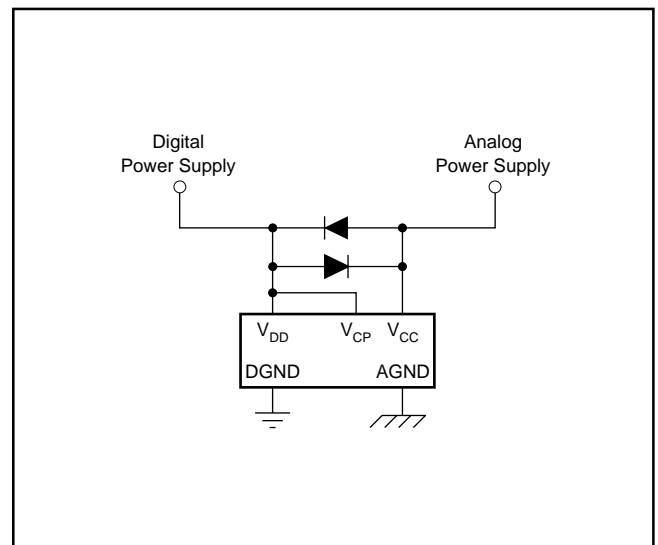 Digital
Power Supply
Analog
Power Supply
VDD VCP VCC
DGND AGND